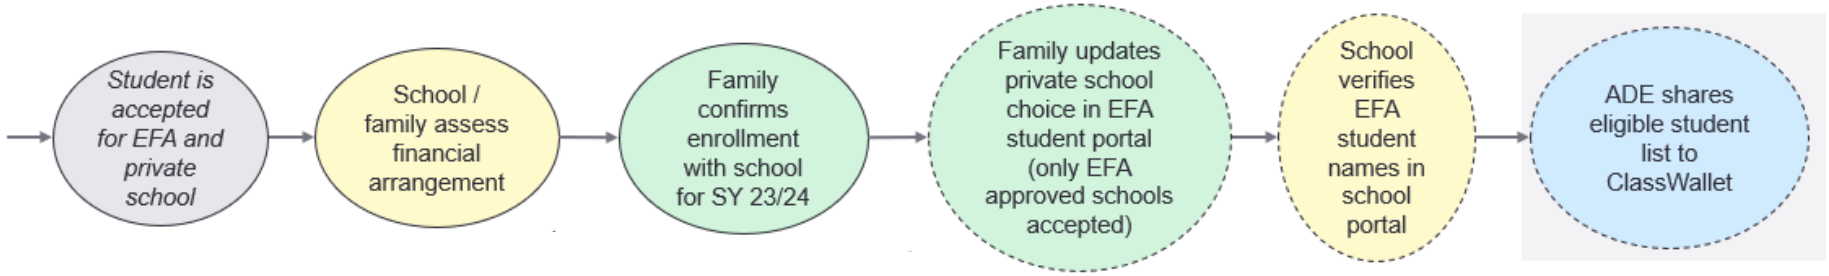 Student is
accepted
for EFA and
private
school
School /
family assess
financial
arrangement
Family
confirms
enrollment
with school
for SY 23/24
Family updates
private school
choice in EFA
student portal
(only EFA
approved schools
accepted)
School
verifies
EFA
student
names in
school
portal
ADE shares
eligible student
list to
ClassWallet